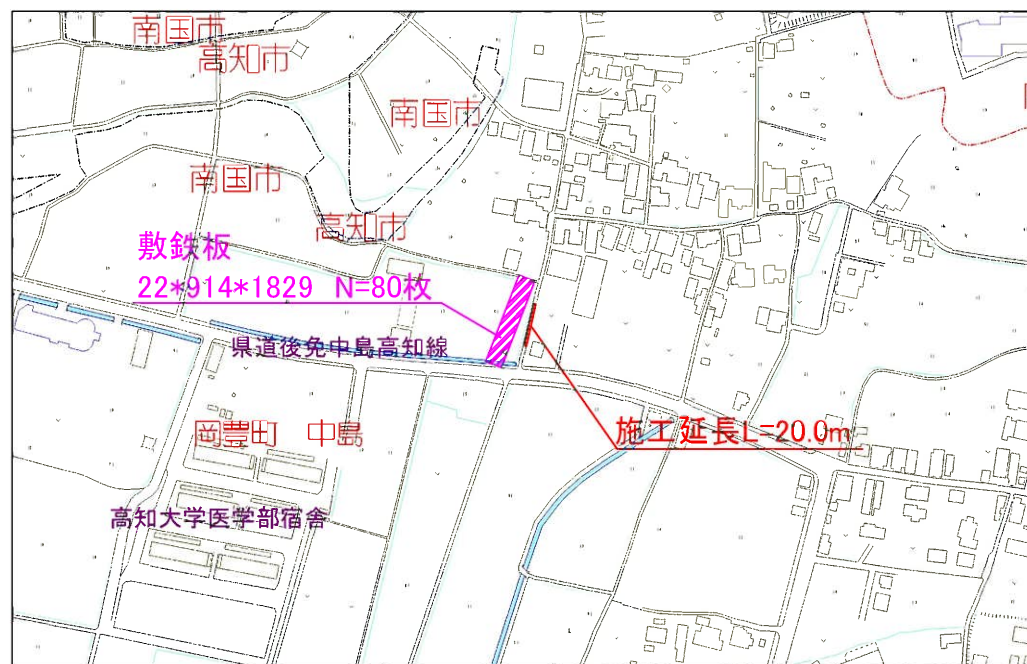 南国市
高知市
南国市
南国市
高知市
敷鉄板
22*914*1829 N=80枚
県道後免中島高知線
施工延長L=20.0m
岡豊町 中島
高知大学医学部宿舎